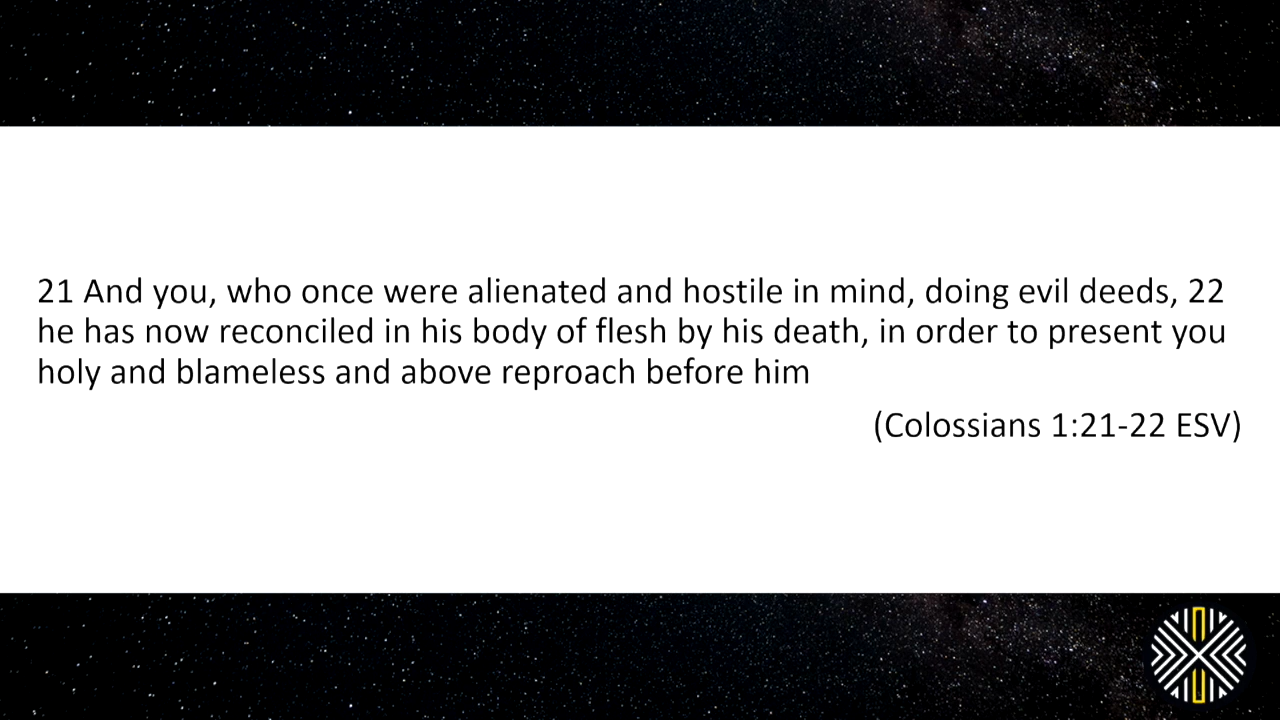 21 And you, who once were alienated and hostile in mind, doing evil deeds, 22
he has now reconciled in his body of flesh by his death, in order to present you
holy and blameless and above reproach before him
(Colossians 1:21-22 ESV)